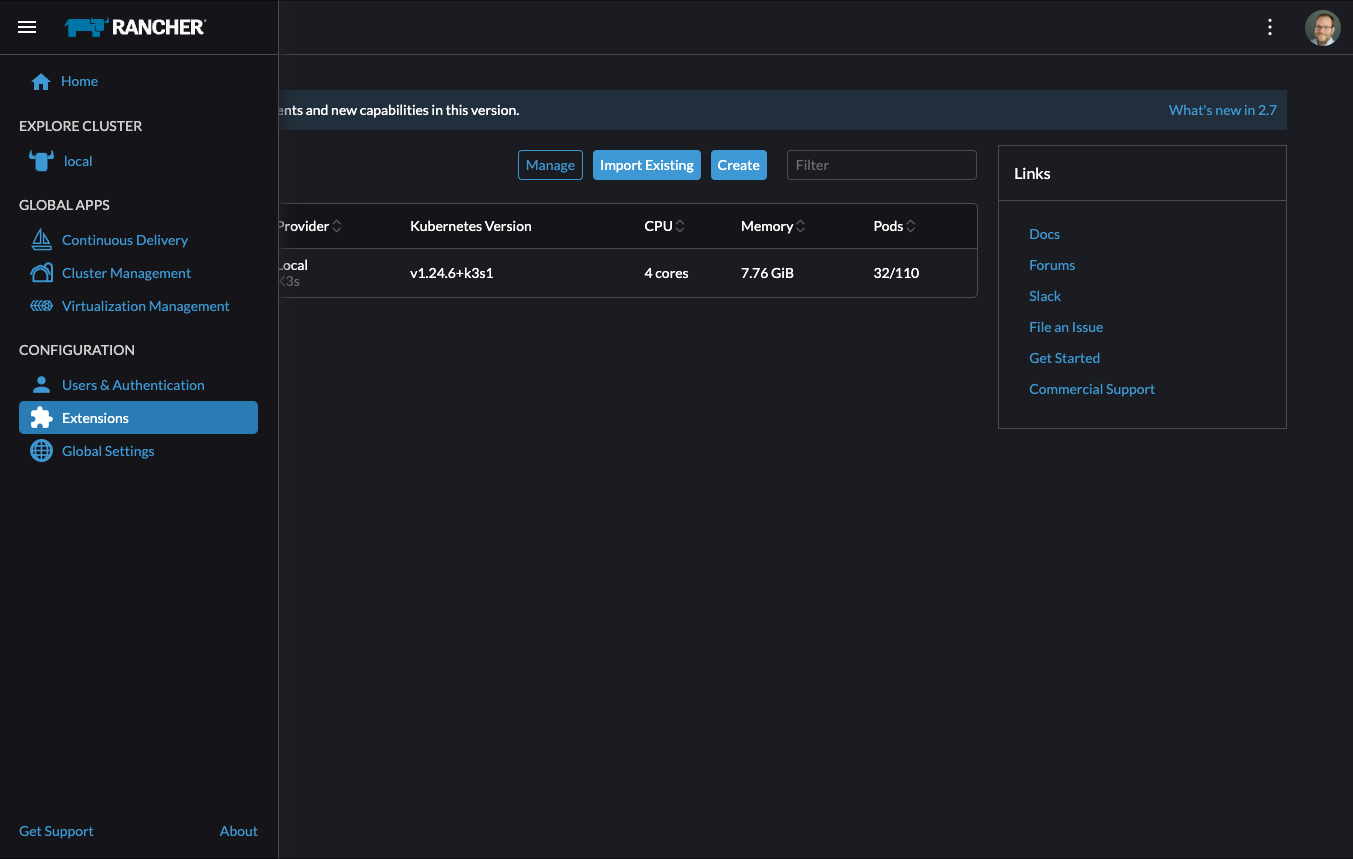 RANCHER
Home
EXPLORE CLUSTER
local
GLOBAL APPS
Continuous Delivery
Cluster Management
Virtualization Management
CONFIGURATION
Users & Authentication
Extensions
Global Settings
Get Support
About
and new capabilities in this version.
What's new in 2.7
Manage
Import Existing
Create
Filter
Provider
Kubernetes Version
CPU
Memory
Pods
Local
v1.24.6+k3s1
4 cores
7.76 GiB
32/110
K3s
Links
Docs
Forums
Slack
File an Issue
Get Started
Commercial Support